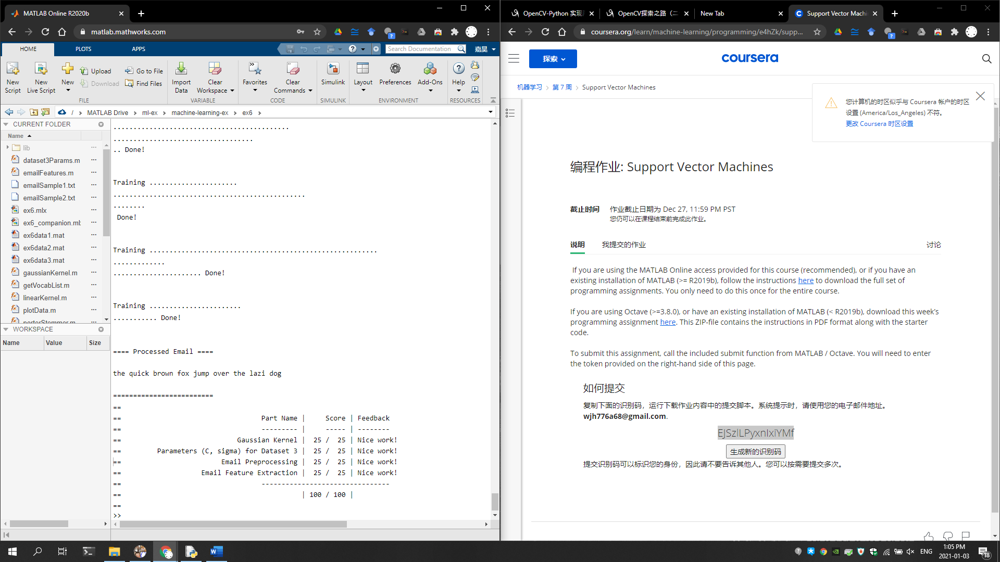 MATLAB Online R2020b
matlab.mathworks.com
HOME
PLOTS
APPS
Search Documentation
嘉昊
New Script
New Live Script
New
Upload
Download
Go to File
Find Files
Import Data
Clear Workspace
Favorites
Clear Commands
Simulink
Layout
Preferences
Add-Ons
Help
FILE
VARIABLE
CODE
SIMULINK
ENVIRONMENT
RESOURCES
/ › MATLAB Drive › ml-ex › machine-learning-ex › ex6 ›
CURRENT FOLDER
Name
lib
dataset3Params.m
emailFeatures.m
emailSample1.txt
emailSample2.txt
ex6.mlx
ex6_companion.ml
ex6data1.mat
ex6data2.mat
ex6data3.mat
gaussianKernel.m
getVocabList.m
linearKernel.m
plotData.m
porterStemmer.m
WORKSPACE
Name Value Size
............................................
...................................
.. Done!
Training ......................
................................................
........
Done!
Training .........................................................
.............
...................... Done!
Training .......................
........... Done!
==== Processed Email ====
the quick brown fox jump over the lazi dog
=========================
==
== Part Name | Score | Feedback
== --------- | ----- | --------
== Gaussian Kernel | 25 / 25 | Nice work!
== Parameters (C, sigma) for Dataset 3 | 25 / 25 | Nice work!
== Email Preprocessing | 25 / 25 | Nice work!
== Email Feature Extraction | 25 / 25 | Nice work!
== --------------------------------
== | 100 / 100 |
==
>>
OpenCV-Python 实现
OpenCV探索之路（二
New Tab
Support Vector Machi
coursera.org/learn/machine-learning/programming/e4hZk/supp...
探索
coursera
机器学习 › 第 7 周 › Support Vector Machines
您计算机的时区似乎与 Coursera 帐户的时区
设置 (America/Los_Angeles) 不符。
更改 Coursera 时区设置
编程作业: Support Vector Machines
截止时间 作业截止日期为 Dec 27, 11:59 PM PST
您仍可以在课程结束前完成此作业。
说明 我提交的作业 讨论
If you are using the MATLAB Online access provided for this course (recommended), or if you have an
existing installation of MATLAB (>= R2019b), follow the instructions here to download the full set of
programming assignments. You only need to do this once for the entire course.
If you are using Octave (>=3.8.0), or have an existing installation of MATLAB (< R2019b), download this week's
programming assignment here. This ZIP-file contains the instructions in PDF format along with the starter
code.
To submit this assignment, call the included submit function from MATLAB / Octave. You will need to enter
the token provided on the right-hand side of this page.
如何提交
复制下面的识别码，运行下载作业内容中的提交脚本。系统提示时，请使用您的电子邮件地址。
wjh776a68@gmail.com.
EJSzlLPyxnIxiYMf
生成新的识别码
提交识别码可以标识您的身份，因此请不要告诉其他人。您可以按需要提交多次。
ENG
1:05 PM
2021-01-03
18